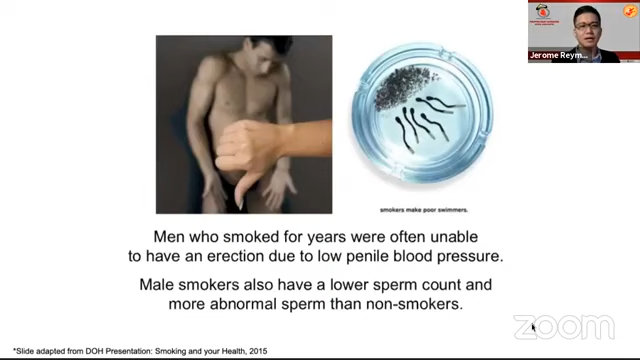 Jerome Reym...
smokers make poor swimmers.
Men who smoked for years were often unable
to have an erection due to low penile blood pressure.
Male smokers also have a lower sperm count and
more abnormal sperm than non-smokers.
*Slide adapted from DOH Presentation: Smoking and your Health, 2015
zoom